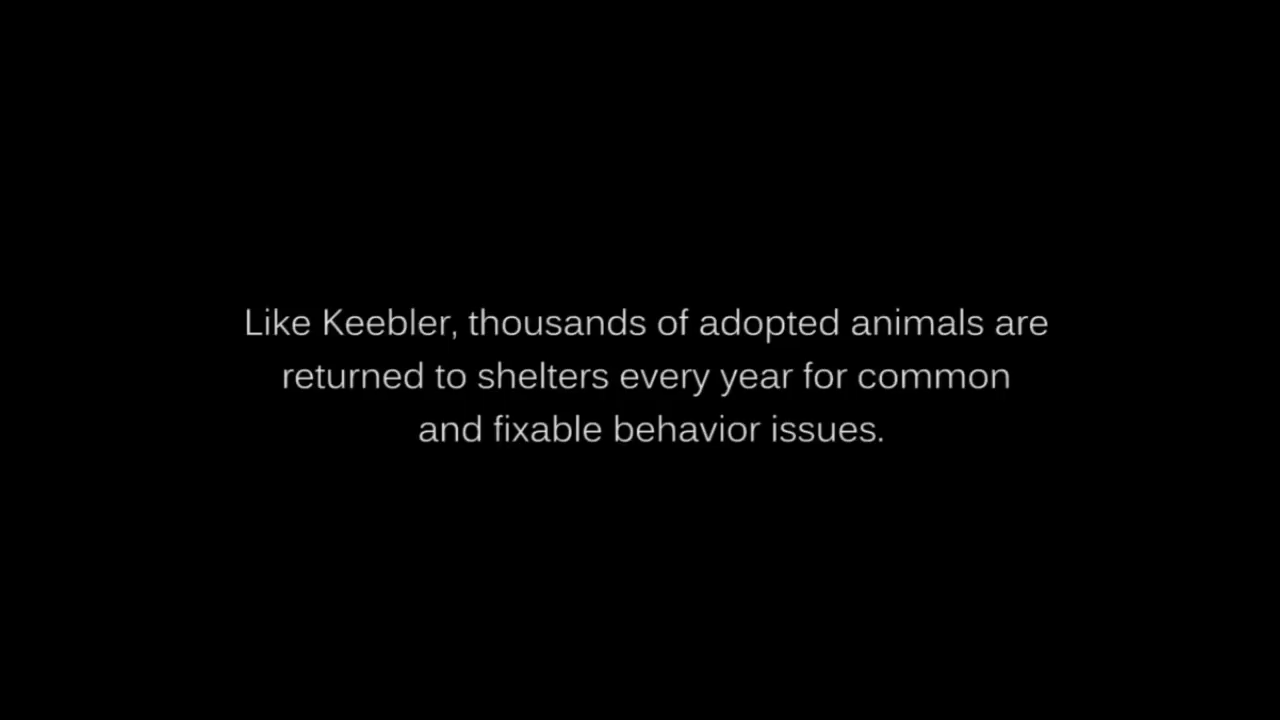 Like Keebler, thousands of adopted animals are
returned to shelters every year for common
and fixable behavior issues.